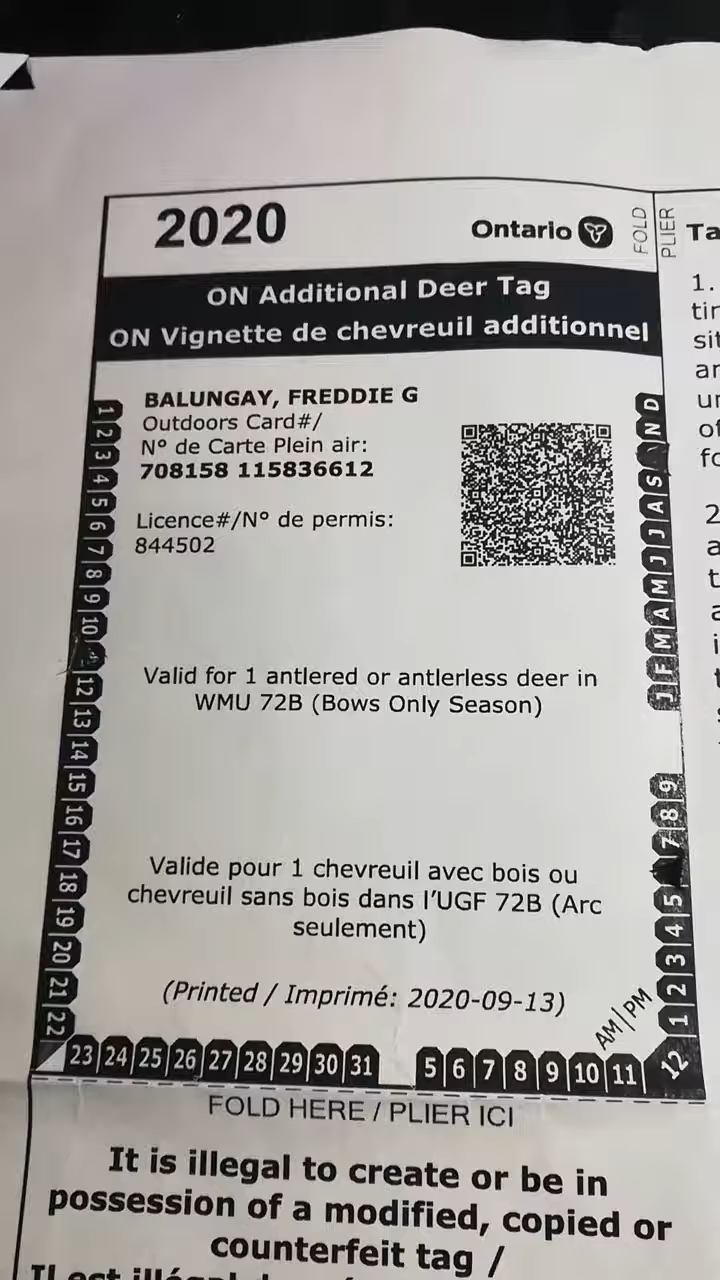 2020
Ontario
FOLD
PLIER
ON Additional Deer Tag
ON Vignette de chevreuil additionnel
BALUNGAY, FREDDIE G
Outdoors Card#/
N° de Carte Plein air:
708158 115836612
Licence#/N° de permis:
844502
Valid for 1 antlered or antlerless deer in
WMU 72B (Bows Only Season)
Valide pour 1 chevreuil avec bois ou
chevreuil sans bois dans l'UGF 72B (Arc
seulement)
(Printed / Imprimé: 2020-09-13)
1 2 3 4 5 6 7 8 9 10 12 13 14 15 16 17 18 19 20 21 22
23 24 25 26 27 28 29 30 31
5 6 7 8 9 10 11
12 1 2 3 4 5 7 8 9
AM|PM
J F M A M J J A S N D
FOLD HERE / PLIER ICI
It is illegal to create or be in
possession of a modified, copied or
counterfeit tag /
1.
2